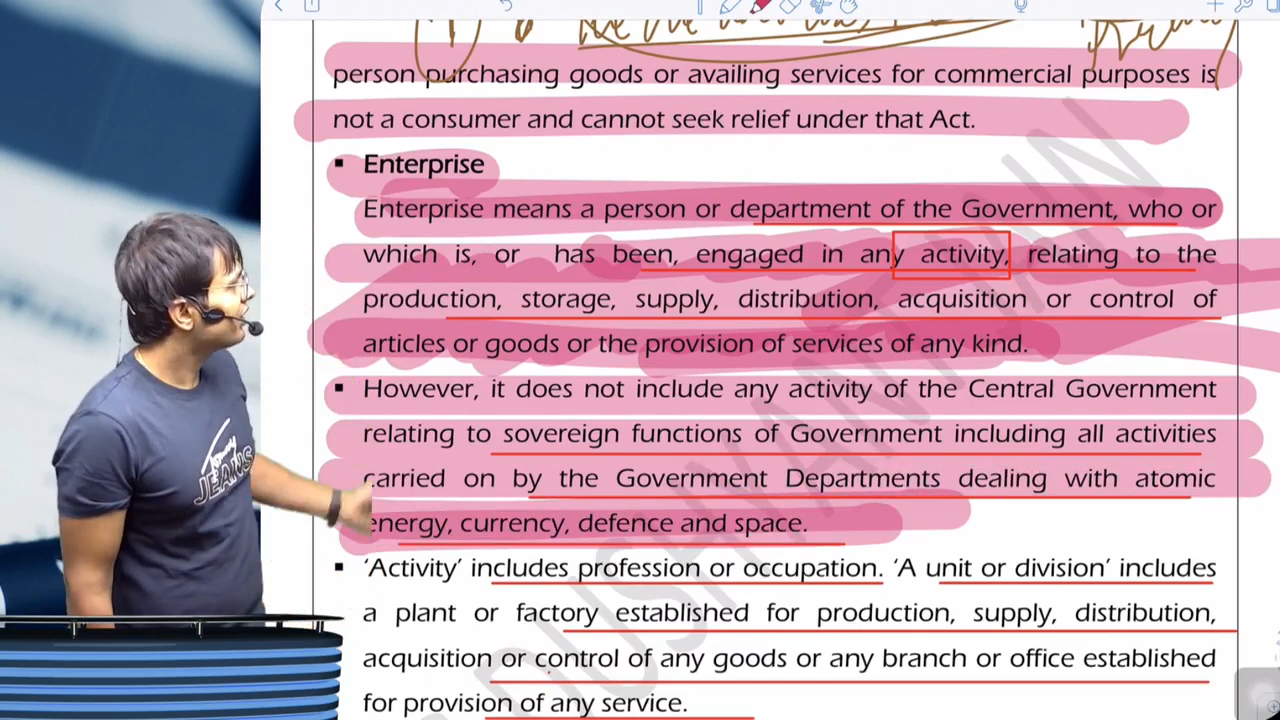 person purchasing goods or availing services for commercial purposes is
not a consumer and cannot seek relief under that Act.
▪ Enterprise
Enterprise means a person or department of the Government, who or
which is, or has been, engaged in any activity, relating to the
production, storage, supply, distribution, acquisition or control of
articles or goods or the provision of services of any kind.
▪ However, it does not include any activity of the Central Government
relating to sovereign functions of Government including all activities
carried on by the Government Departments dealing with atomic
energy, currency, defence and space.
▪ ‘Activity’ includes profession or occupation. ‘A unit or division’ includes
a plant or factory established for production, supply, distribution,
acquisition or control of any goods or any branch or office established
for provision of any service.
JEANS